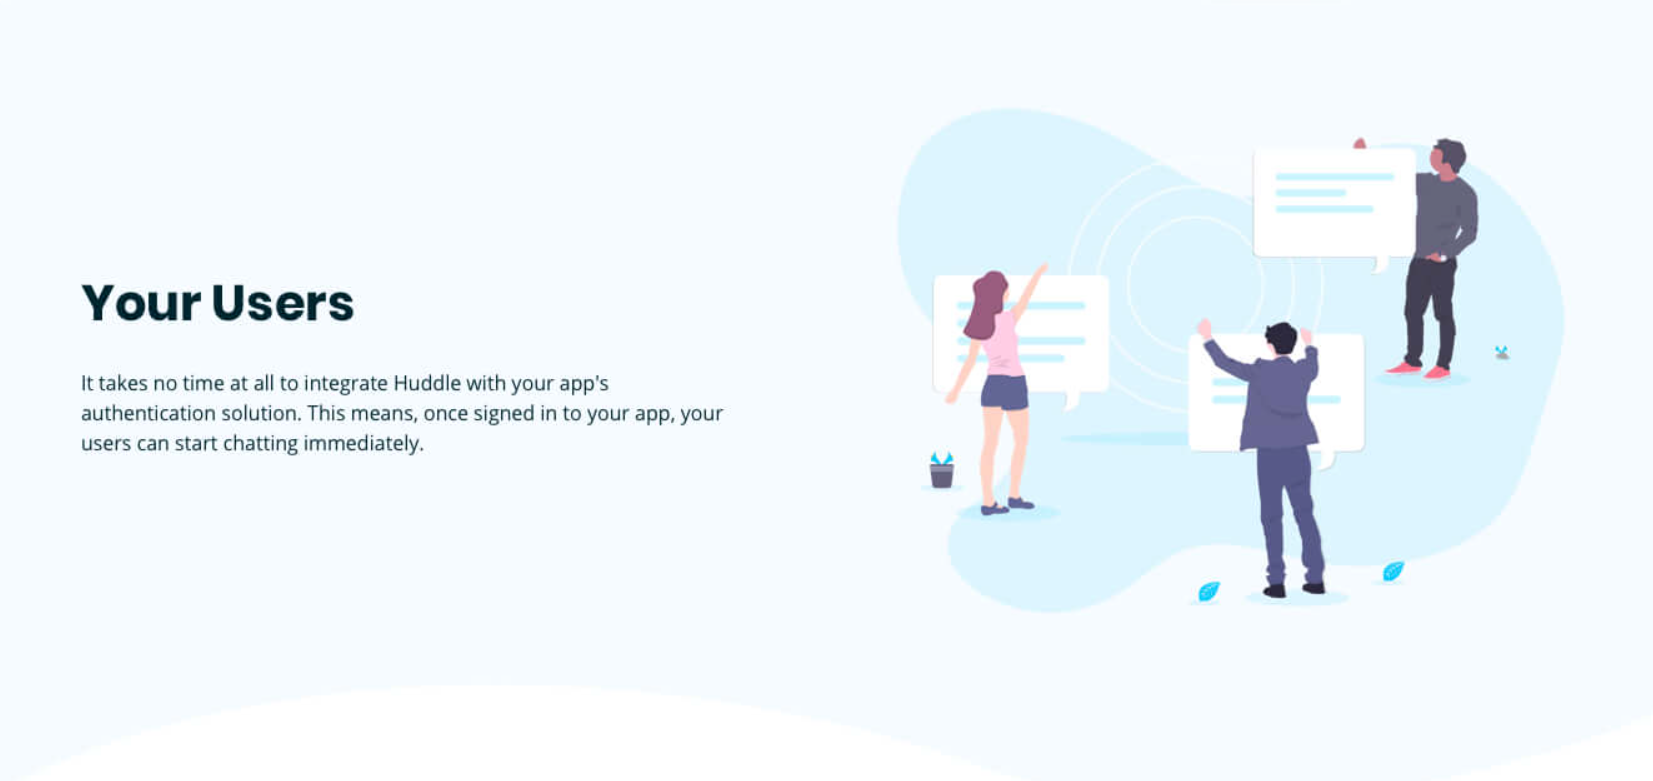 Your Users
It takes no time at all to integrate Huddle with your app's
authentication solution. This means, once signed in to your app, your
users can start chatting immediately.